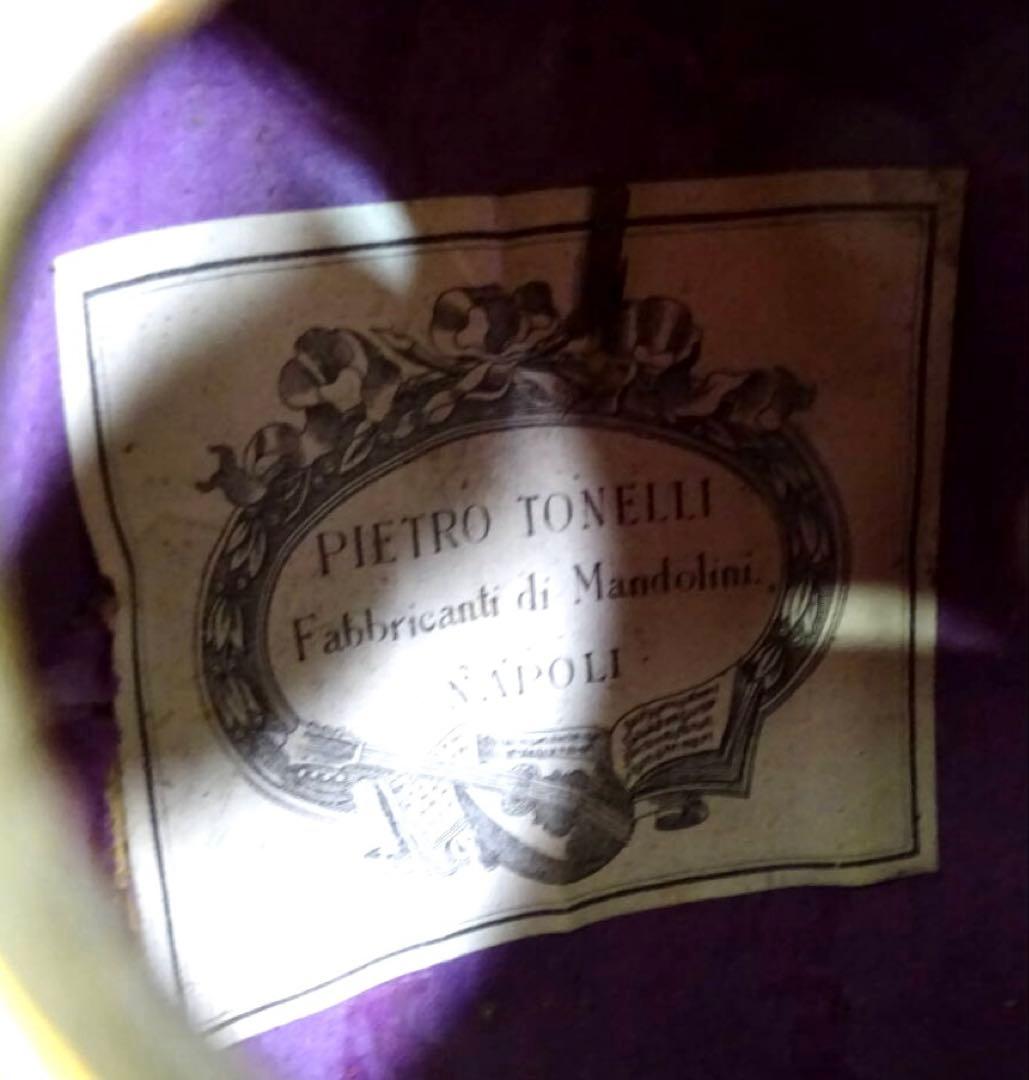 PIETRO TONELLI
Fabbricanti di Mandolini.
NAPOLI